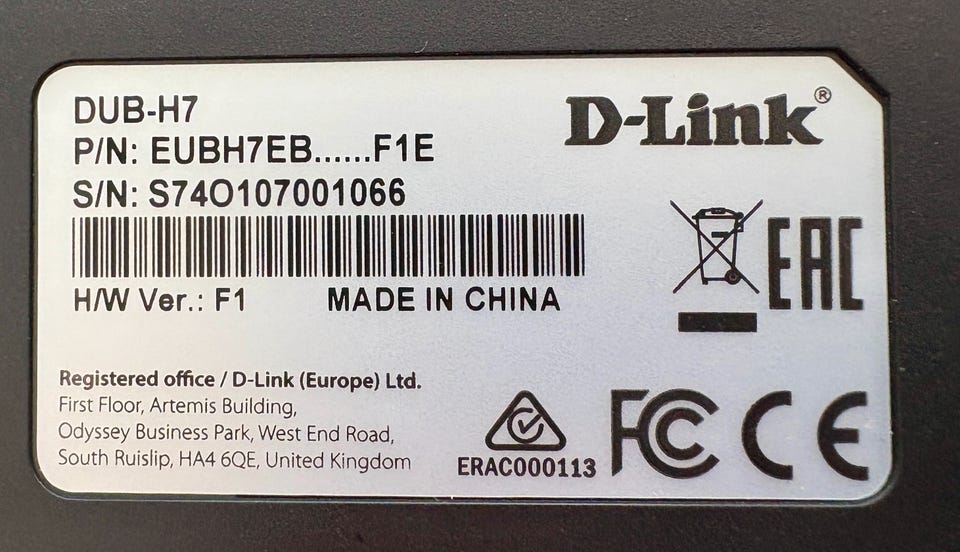 DUB-H7
P/N: EUBH7EB......F1E
S/N: S74O107001066
D-Link®
H/W Ver.: F1 MADE IN CHINA
EAC
Registered office / D-Link (Europe) Ltd.
First Floor, Artemis Building,
Odyssey Business Park, West End Road,
South Ruislip, HA4 6QE, United Kingdom
ERAC000113
FC CE